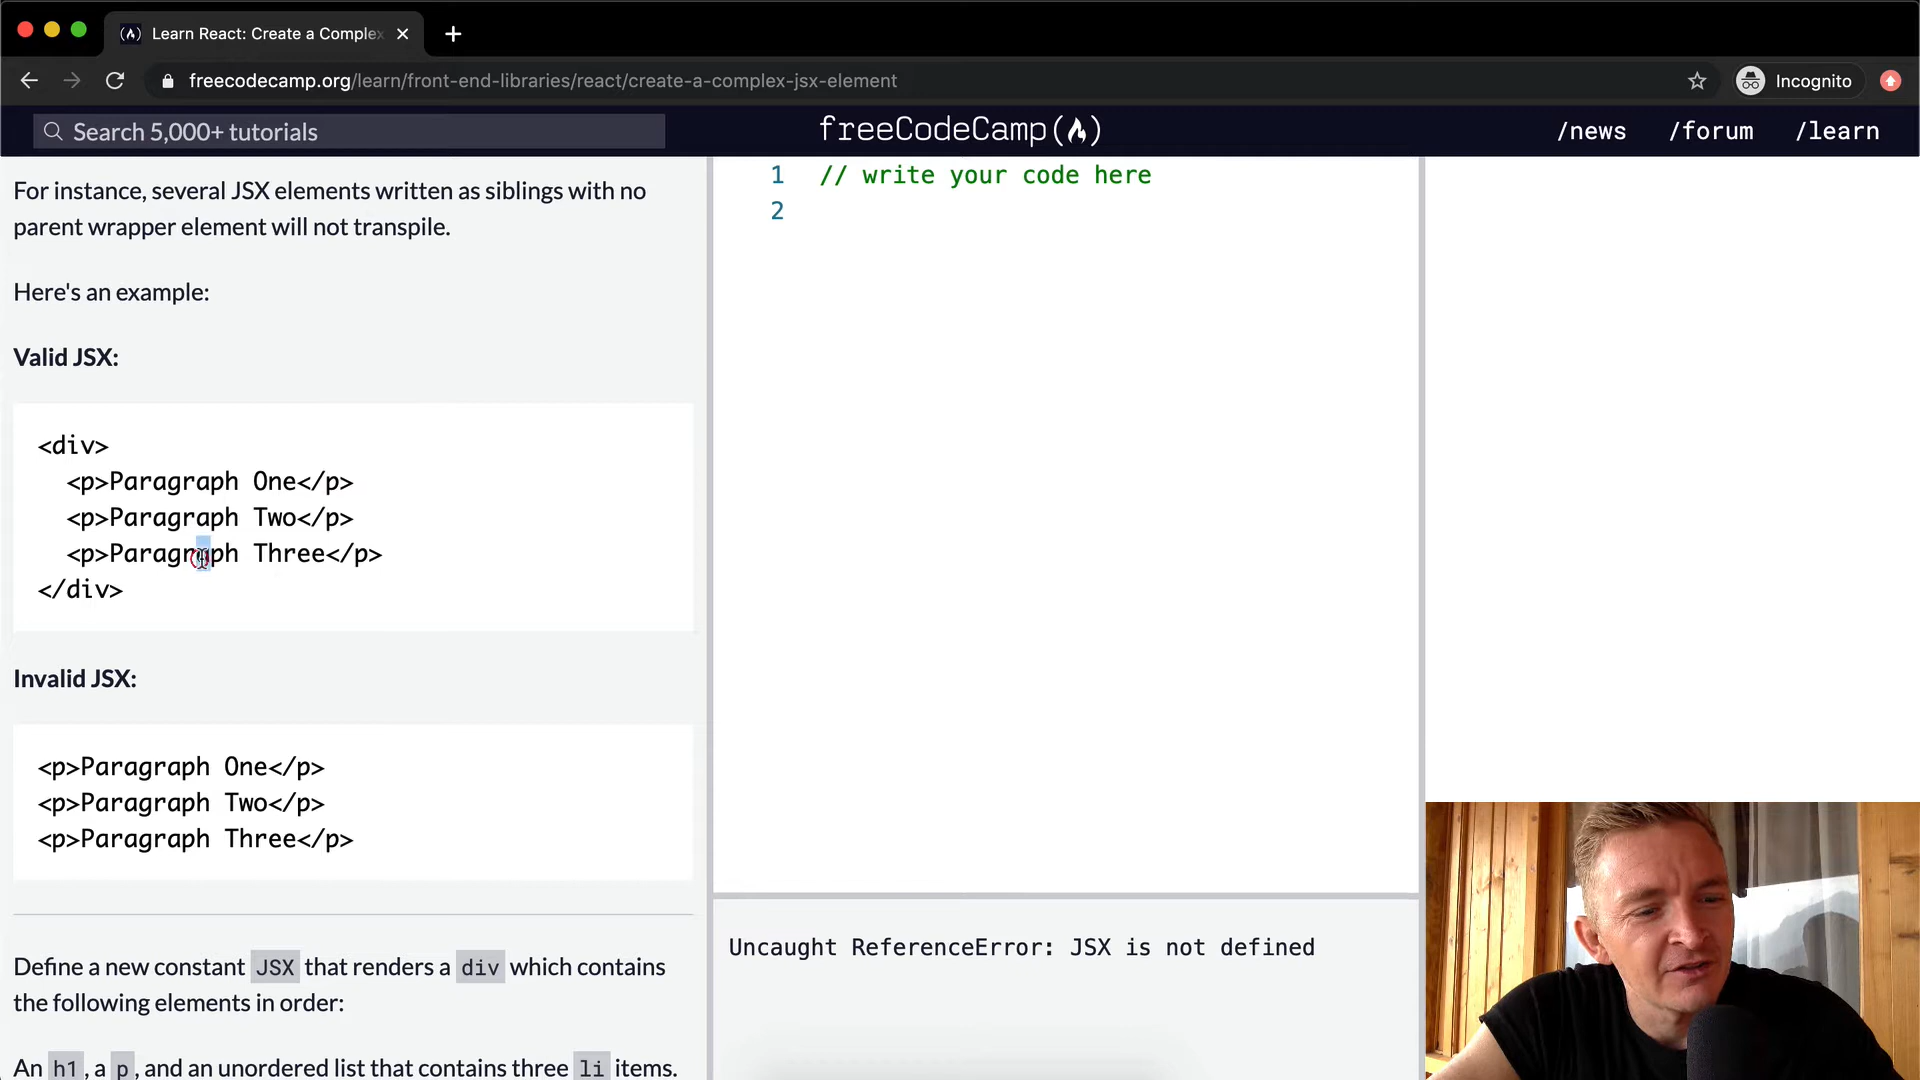 Learn React: Create a Complex
freecodecamp.org/learn/front-end-libraries/react/create-a-complex-jsx-element
Incognito
Search 5,000+ tutorials
freeCodeCamp
/news
/forum
/learn
For instance, several JSX elements written as siblings with no
parent wrapper element will not transpile.
Here's an example:
Valid JSX:
<div>
<p>Paragraph One</p>
<p>Paragraph Two</p>
<p>Paragraph Three</p>
</div>
Invalid JSX:
<p>Paragraph One</p>
<p>Paragraph Two</p>
<p>Paragraph Three</p>
Define a new constant JSX that renders a div which contains
the following elements in order:
An h1, a p, and an unordered list that contains three li items.
1 // write your code here
2
Uncaught ReferenceError: JSX is not defined